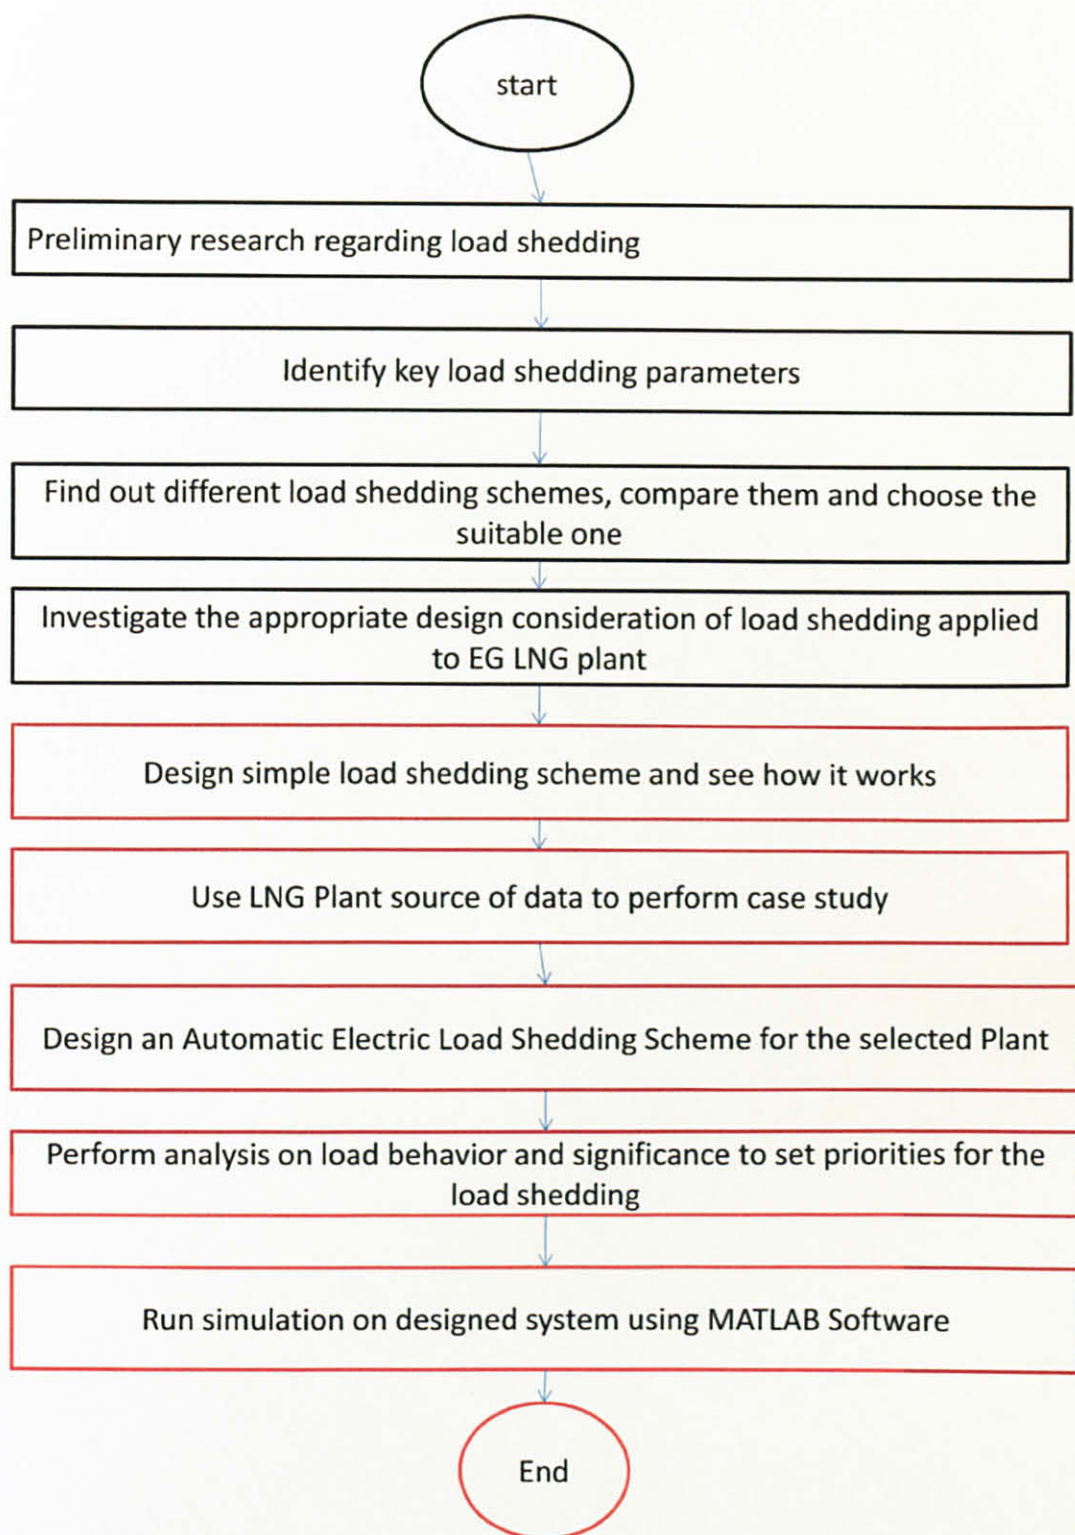 start
Preliminary research regarding load shedding
Identify key load shedding parameters
Find out different load shedding schemes, compare them and choose the
suitable one
Investigate the appropriate design consideration of load shedding applied
to EG LNG plant
Design simple load shedding scheme and see how it works
Use LNG Plant source of data to perform case study
Design an Automatic Electric Load Shedding Scheme for the selected Plant
Perform analysis on load behavior and significance to set priorities for the
load shedding
Run simulation on designed system using MATLAB Software
End